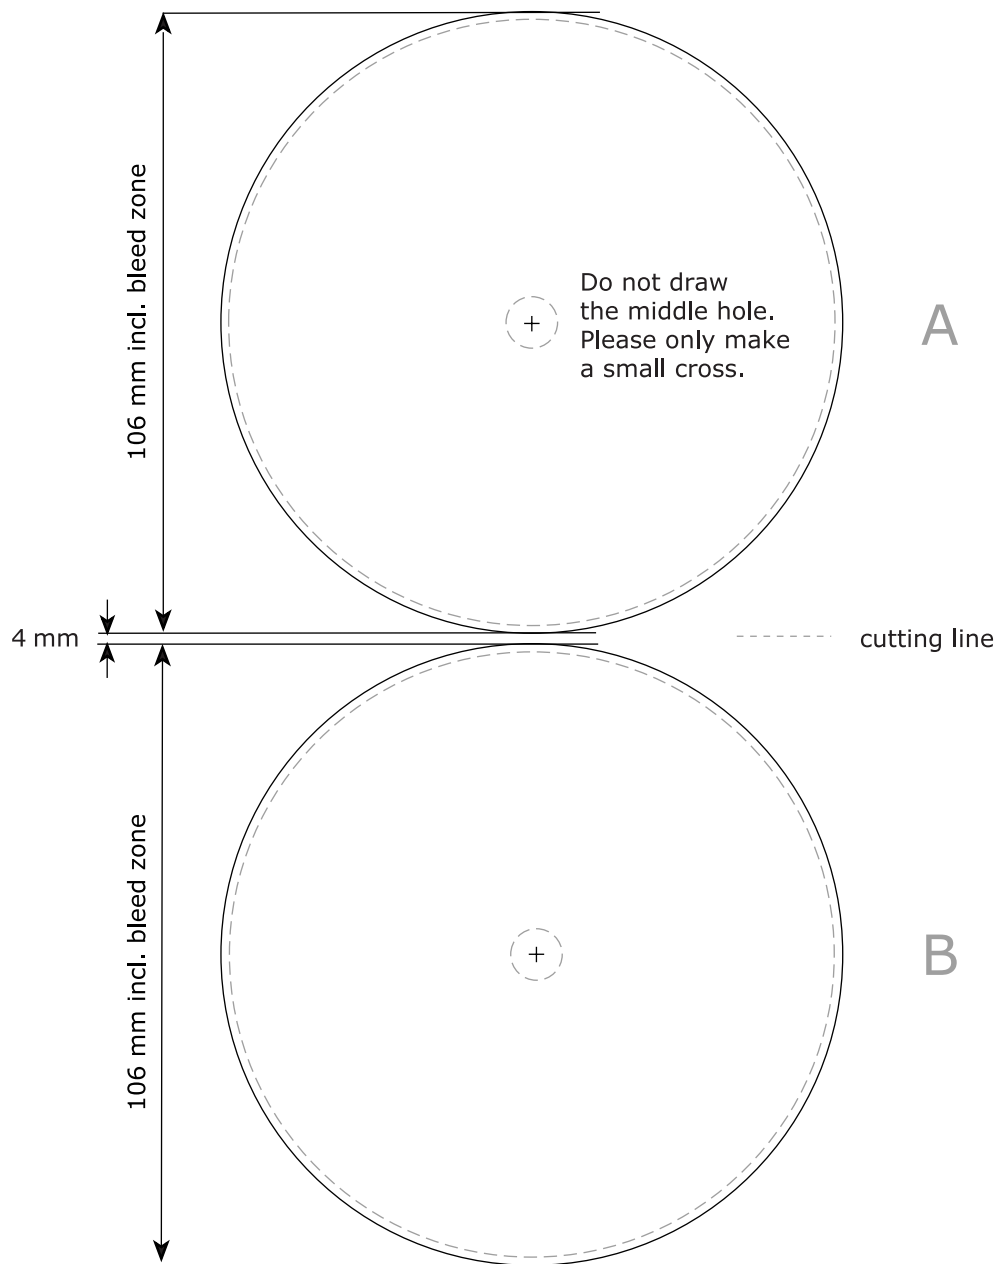 106 mm incl. bleed zone
Do not draw
the middle hole.
Please only make
a small cross.
A
4 mm
cutting line
106 mm incl. bleed zone
B